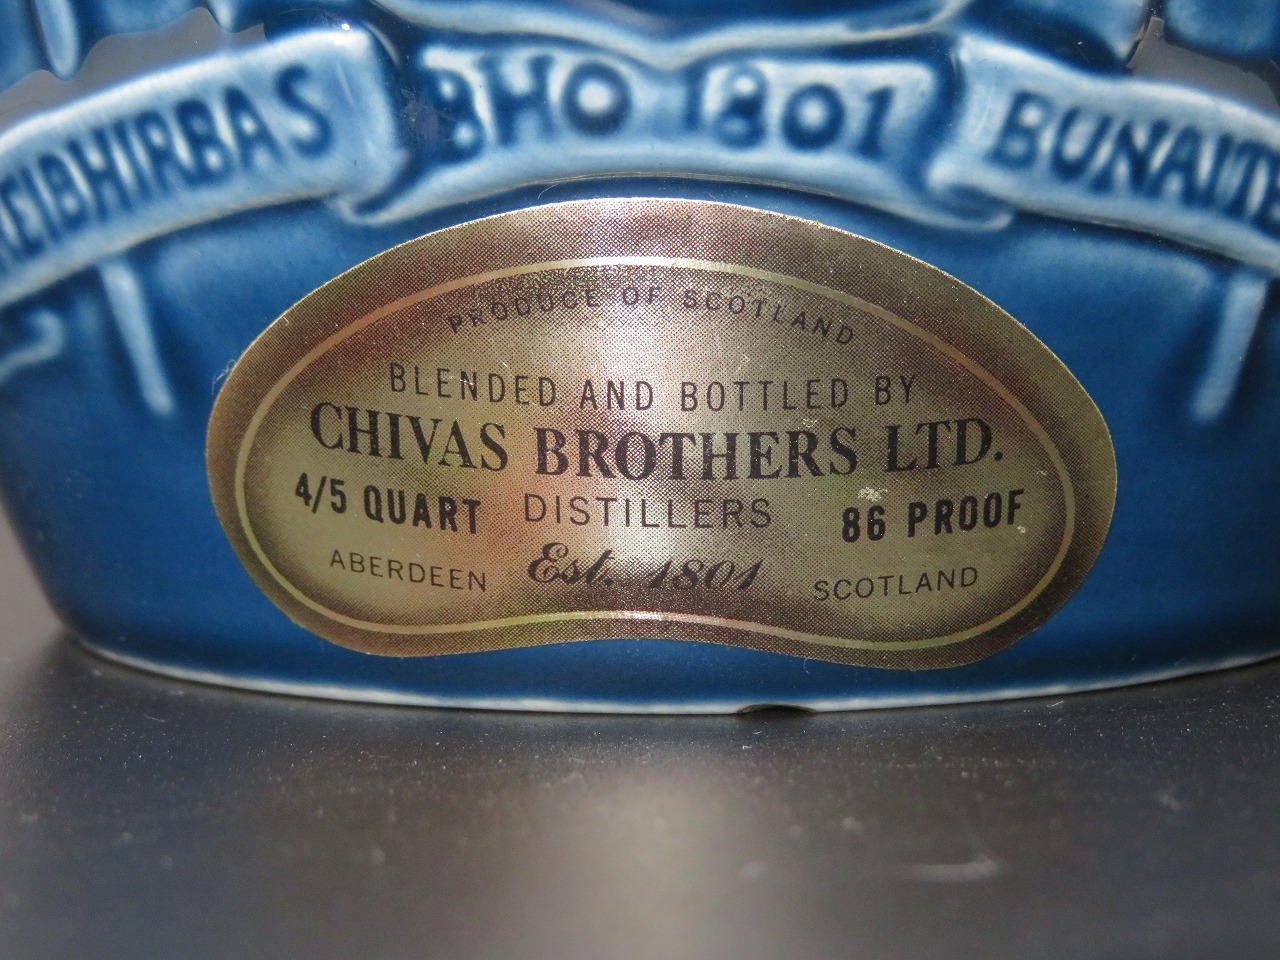 REIBHIRBAS BHO 1801 BUNAITE
PRODUCE OF SCOTLAND
BLENDED AND BOTTLED BY
CHIVAS BROTHERS LTD.
4/5 QUART DISTILLERS 86 PROOF
ABERDEEN Est. 1801 SCOTLAND